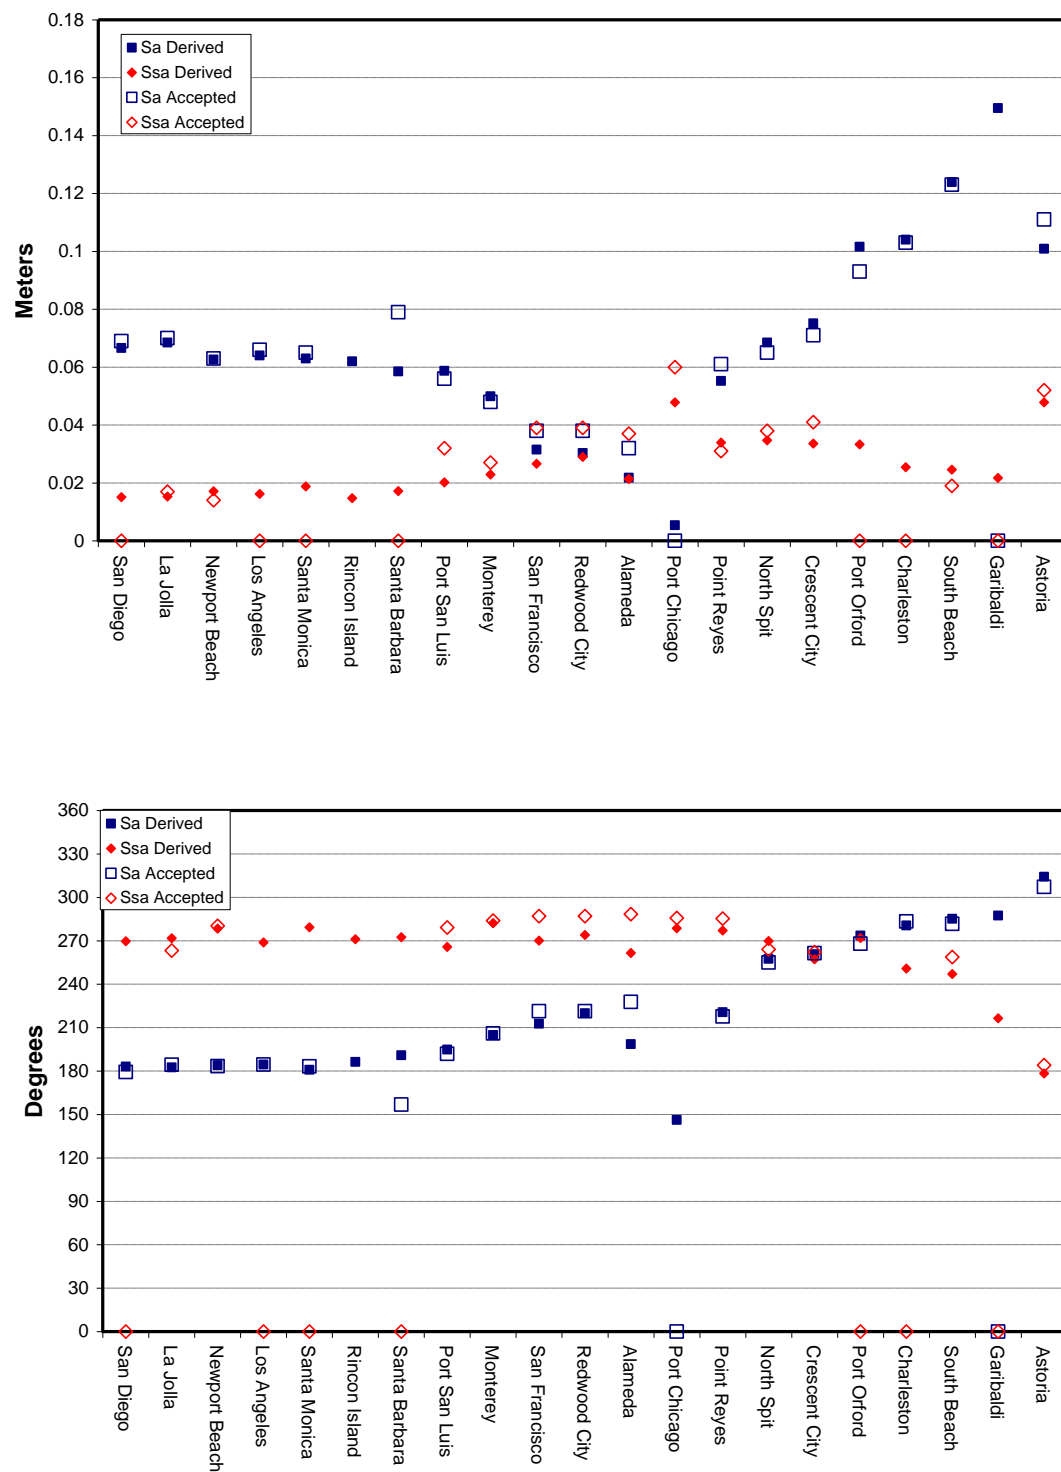 0.18
0.16
0.14
0.12
0.1
0.08
0.06
0.04
0.02
0
Meters
Sa Derived
Ssa Derived
Sa Accepted
Ssa Accepted
San Diego
La Jolla
Newport Beach
Los Angeles
Santa Monica
Rincon Island
Santa Barbara
Port San Luis
Monterey
San Francisco
Redwood City
Alameda
Port Chicago
Point Reyes
North Spit
Crescent City
Port Orford
Charleston
South Beach
Garibaldi
Astoria
360
330
300
270
240
210
180
150
120
90
60
30
0
Degrees
Sa Derived
Ssa Derived
Sa Accepted
Ssa Accepted
San Diego
La Jolla
Newport Beach
Los Angeles
Santa Monica
Rincon Island
Santa Barbara
Port San Luis
Monterey
San Francisco
Redwood City
Alameda
Port Chicago
Point Reyes
North Spit
Crescent City
Port Orford
Charleston
South Beach
Garibaldi
Astoria